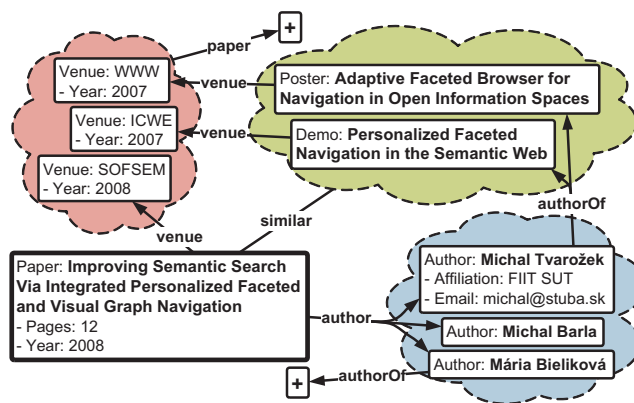 paper
+
Venue: WWW
- Year: 2007
venue
Poster: Adaptive Faceted Browser for
Navigation in Open Information Spaces
Venue: ICWE
- Year: 2007
venue
Demo: Personalized Faceted
Navigation in the Semantic Web
Venue: SOFSEM
- Year: 2008
venue
similar
authorOf
Paper: Improving Semantic Search
Via Integrated Personalized Faceted
and Visual Graph Navigation
- Pages: 12
- Year: 2008
author
Author: Michal Tvarožek
- Affiliation: FIIT SUT
- Email: michal@stuba.sk
Author: Michal Barla
Author: Mária Bieliková
authorOf
+